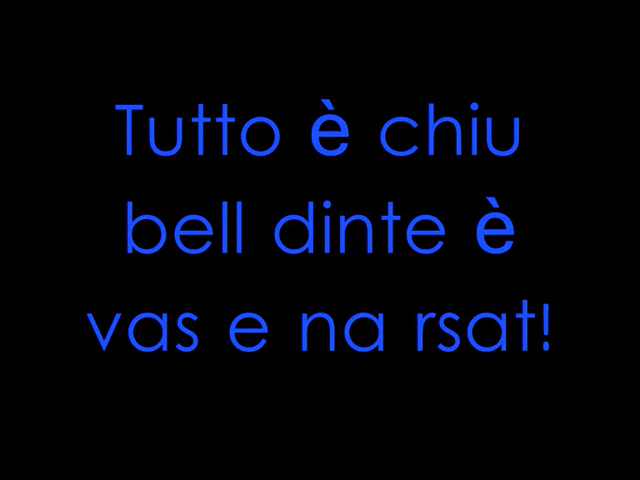 Tutto è chiu
bell dinte è
vas e na rsat!